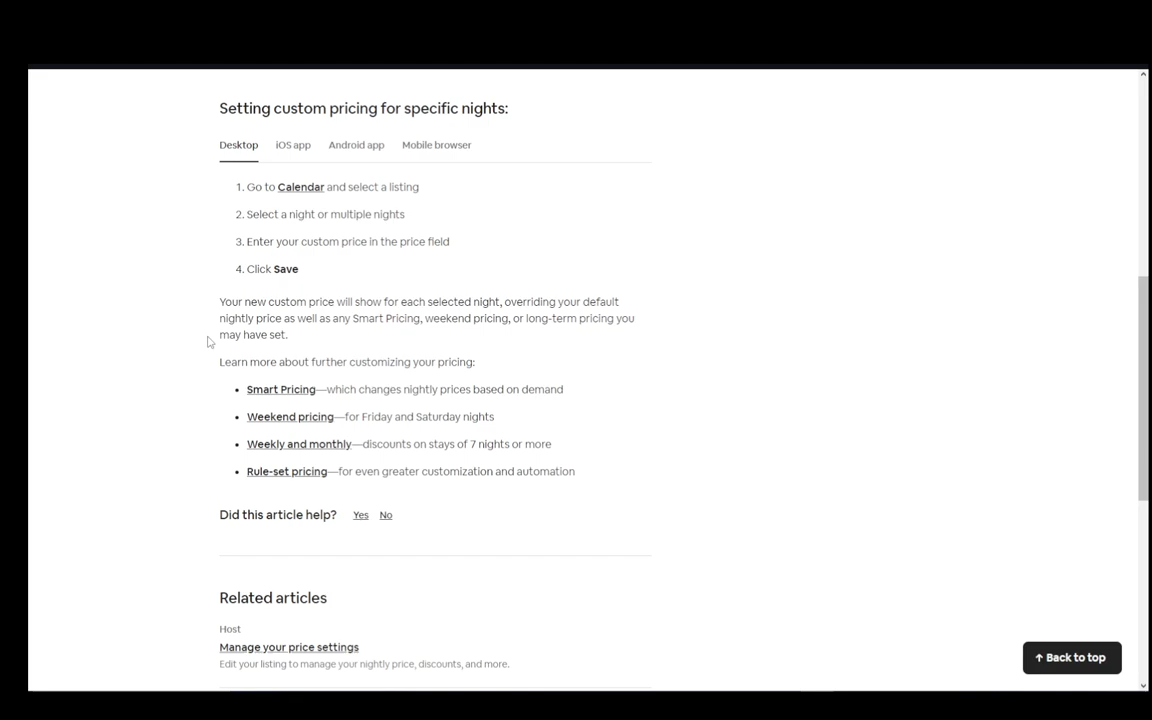 Setting custom pricing for specific nights:
Desktop iOS app Android app Mobile browser
1. Go to Calendar and select a listing
2. Select a night or multiple nights
3. Enter your custom price in the price field
4. Click Save
Your new custom price will show for each selected night, overriding your default
nightly price as well as any Smart Pricing, weekend pricing, or long-term pricing you
may have set.
Learn more about further customizing your pricing:
• Smart Pricing—which changes nightly prices based on demand
• Weekend pricing—for Friday and Saturday nights
• Weekly and monthly—discounts on stays of 7 nights or more
• Rule-set pricing—for even greater customization and automation
Did this article help? Yes No
Related articles
Host
Manage your price settings
Edit your listing to manage your nightly price, discounts, and more.
↑ Back to top